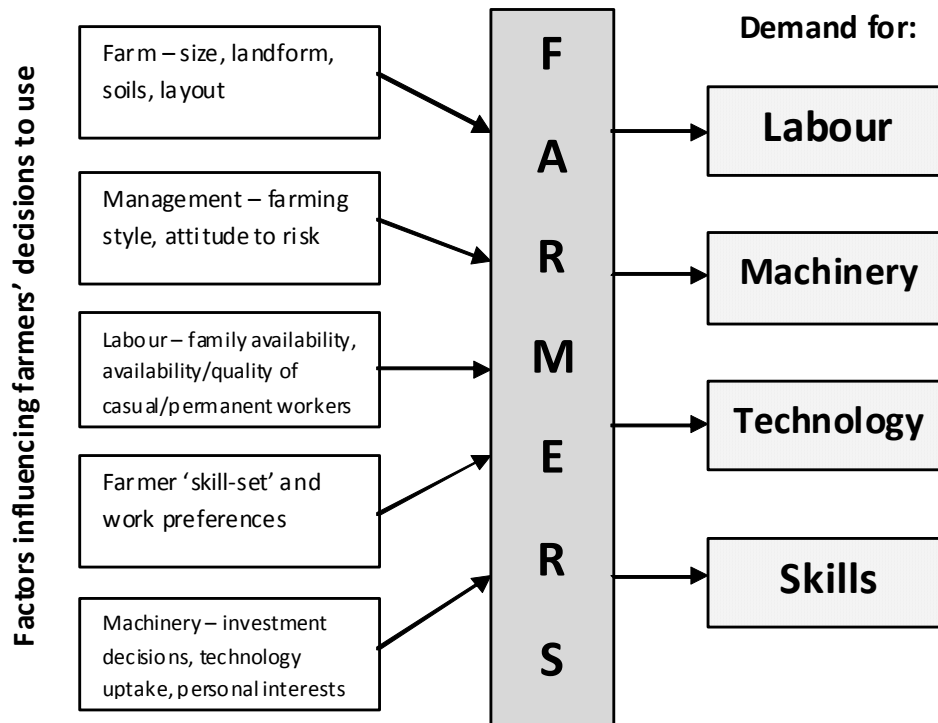 Factors influencing farmers' decisions to use
Farm – size, landform,
soils, layout
Management – farming
style, attitude to risk
Labour – family availability,
availability/quality of
casual/permanent workers
Farmer 'skill-set' and
work preferences
Machinery – investment
decisions, technology
uptake, personal interests
F
A
R
M
E
R
S
Demand for:
Labour
Machinery
Technology
Skills